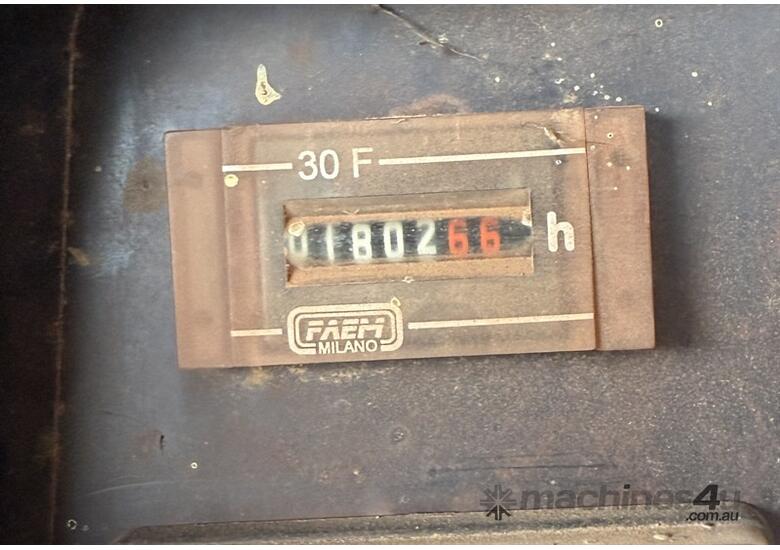 30 F
0180266 h
FAEM
MILANO
machines4u
.com.au